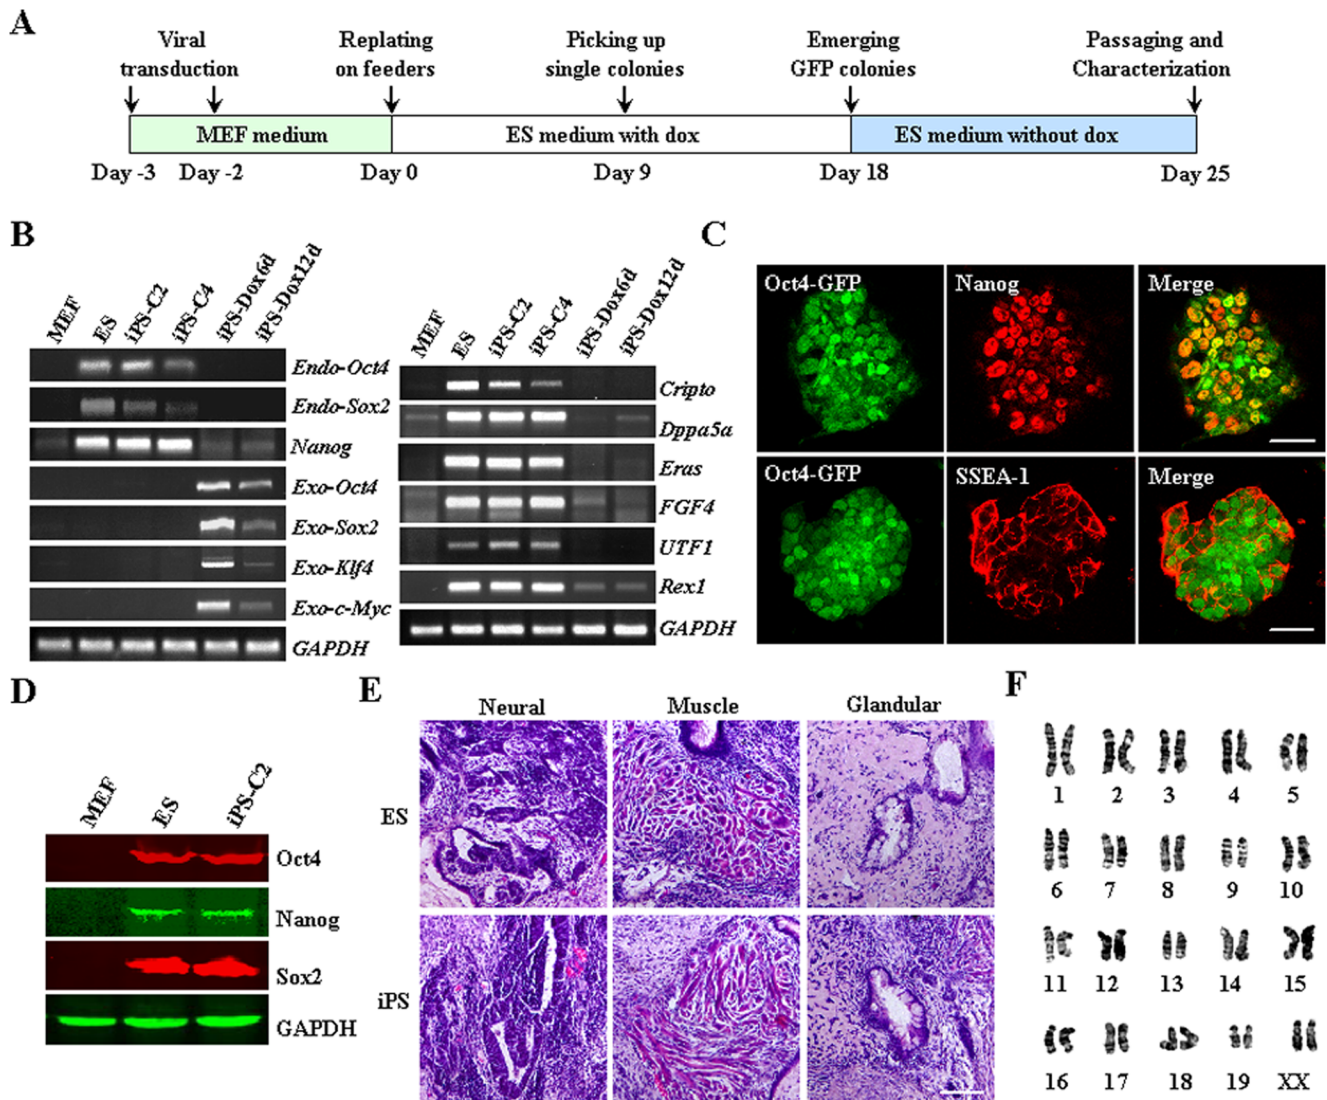 A
Viral
transduction
Replating
on feeders
Picking up
single colonies
Emerging
GFP colonies
Passaging and
Characterization
MEF medium
ES medium with dox
ES medium without dox
Day -3
Day -2
Day 0
Day 9
Day 18
Day 25
B
MEF
ES
iPS-C2
iPS-C4
iPS-Dox6d
iPS-Dox12d
Endo-Oct4
Endo-Sox2
Nanog
Exo-Oct4
Exo-Sox2
Exo-Klf4
Exo-c-Myc
GAPDH
MEF
ES
iPS-C2
iPS-C4
iPS-Dox6d
iPS-Dox12d
Cripto
Dppa5a
Eras
FGF4
UTF1
Rex1
GAPDH
C
Oct4-GFP
Nanog
Merge
Oct4-GFP
SSEA-1
Merge
D
MEF
ES
iPS-C2
Oct4
Nanog
Sox2
GAPDH
E
Neural
Muscle
Glandular
ES
iPS
F
1 2 3 4 5
6 7 8 9 10
11 12 13 14 15
16 17 18 19 XX